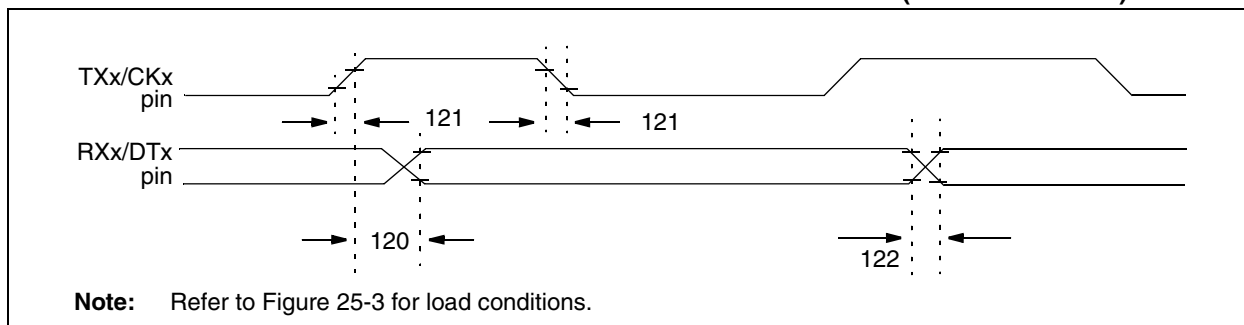 TXx/CKx
pin
121
121
RXx/DTx
pin
120
122
Note: Refer to Figure 25-3 for load conditions.